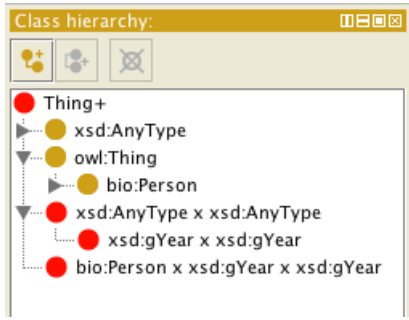 Class hierarchy:
Thing+
xsd:AnyType
owl:Thing
bio:Person
xsd:AnyType x xsd:AnyType
xsd:gYear x xsd:gYear
bio:Person x xsd:gYear x xsd:gYear